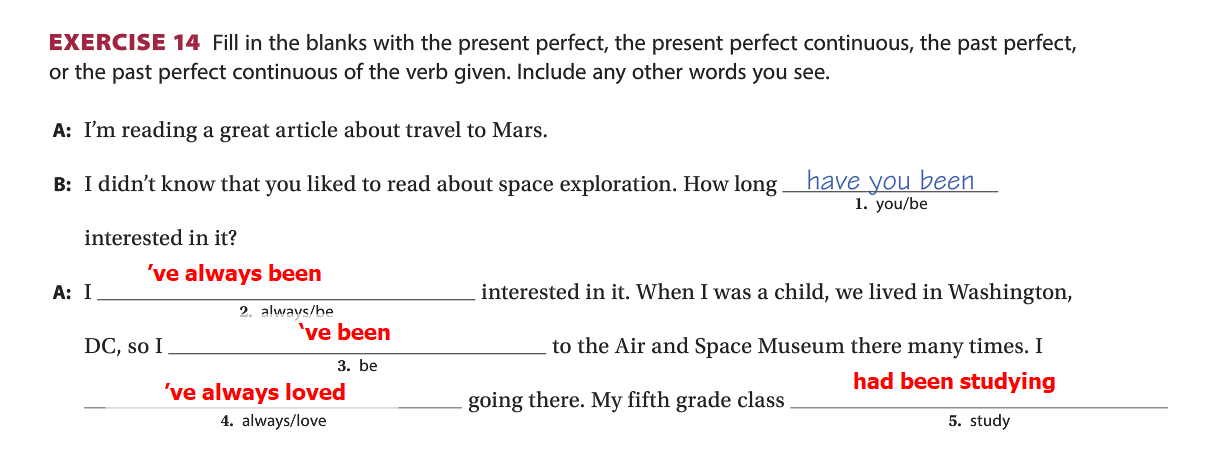 EXERCISE 14 Fill in the blanks with the present perfect, the present perfect continuous, the past perfect,
or the past perfect continuous of the verb given. Include any other words you see.
A: I’m reading a great article about travel to Mars.
B: I didn’t know that you liked to read about space exploration. How long have you been
1. you/be
interested in it?
A: I ’ve always been interested in it. When I was a child, we lived in Washington,
2. always/be
DC, so I ‘ve been to the Air and Space Museum there many times. I
3. be
’ve always loved going there. My fifth grade class had been studying
4. always/love 5. study